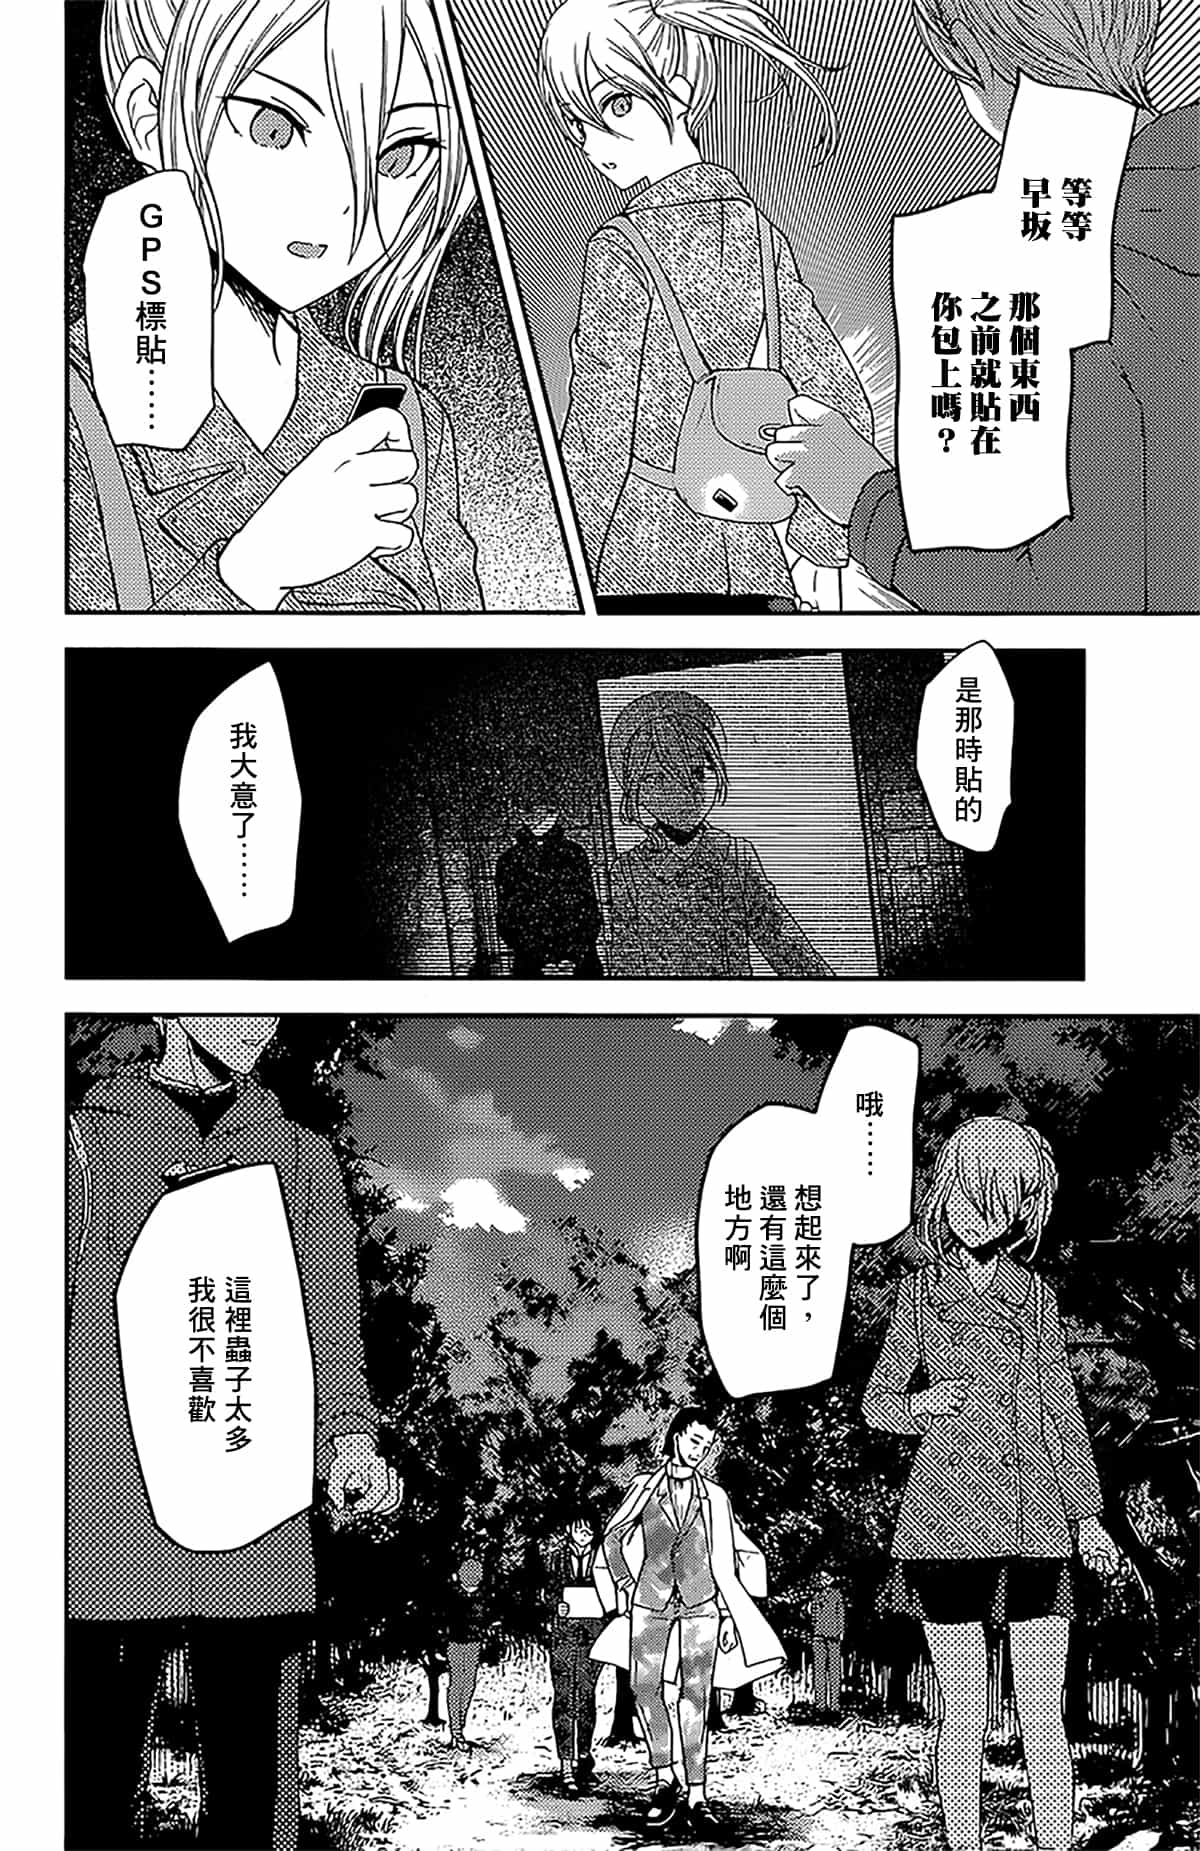 等等
早坂
那個東西
之前就貼在
你包上嗎？
GPS標貼……
是那時貼的
我大意了……
哦……
想起來了，
還有這麼個
地方啊
這裡蟲子太多
我很不喜歡